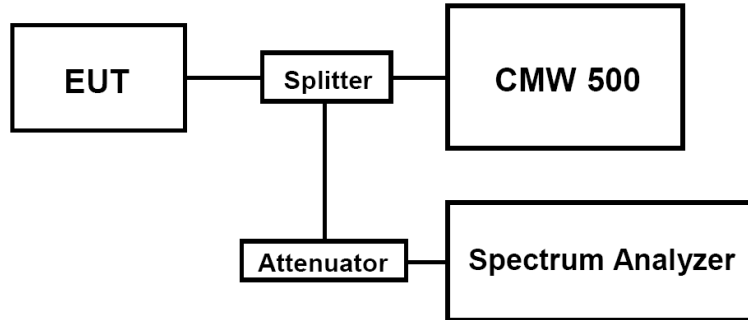 EUT
Splitter
CMW 500
Attenuator
Spectrum Analyzer